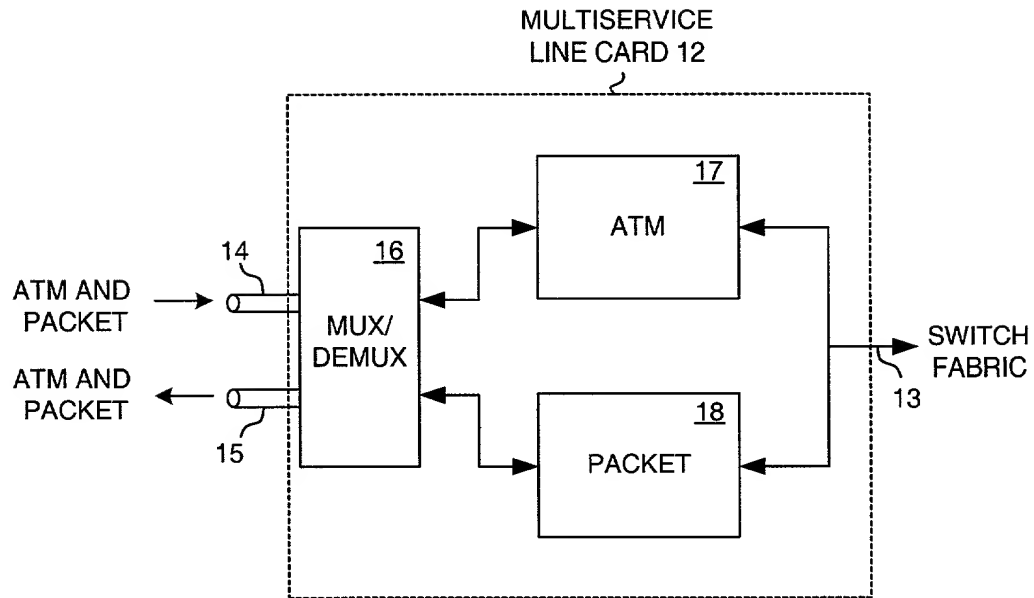 MULTISERVICE
LINE CARD 12
17
ATM
14
16
ATM AND
PACKET
MUX/
DEMUX
SWITCH
FABRIC
13
ATM AND
PACKET
15
18
PACKET